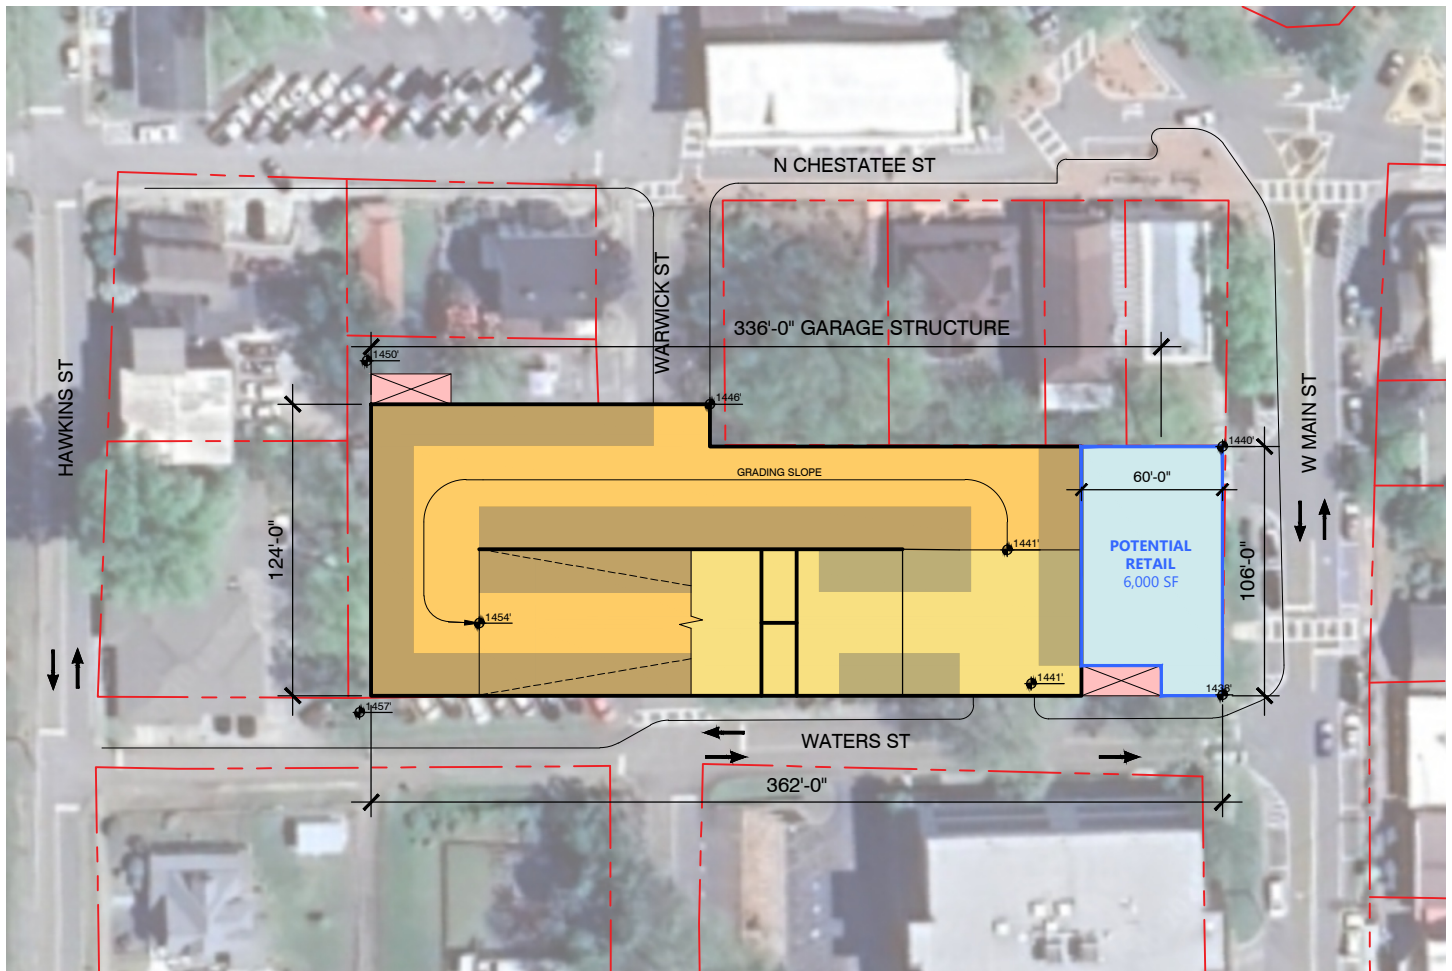 N CHESTATEE ST
WARWICK ST
336'-0" GARAGE STRUCTURE
1450'
HAWKINS ST
W MAIN ST
1446'
1440'
GRADING SLOPE
60'-0"
124'-0"
1441'
POTENTIAL
RETAIL
6,000 SF
106'-0"
1454'
1441'
1438'
1457'
WATERS ST
362'-0"